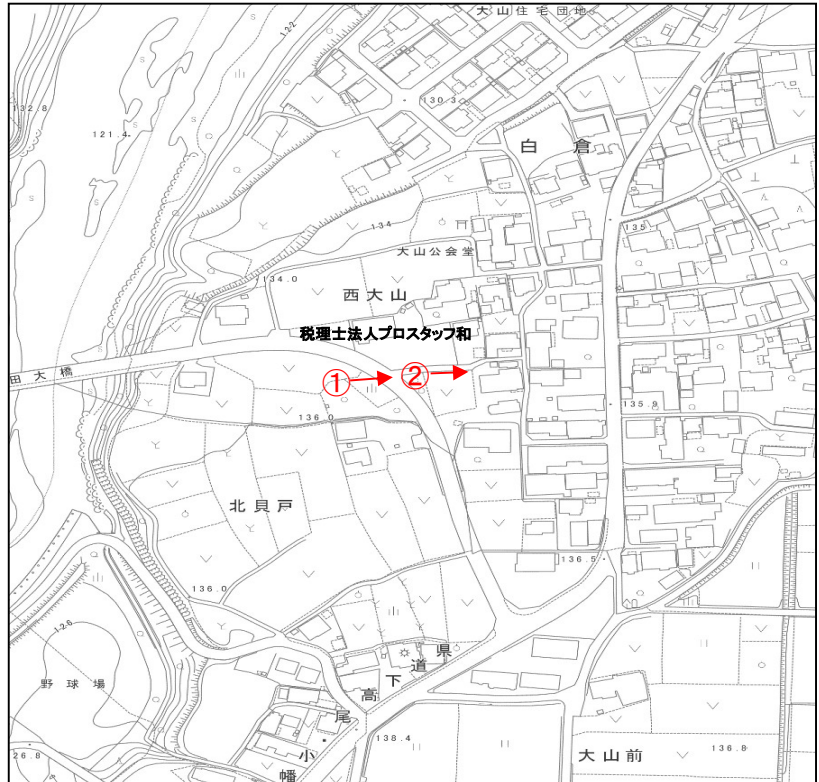 大山住宅団地
122
132.8
130.3
121.4
白倉
134
135
大山公会堂
134.0
西大山
税理士法人プロスタッフ和
田大橋
① ②
136.0
135.9
北貝戸
136.5
136.0
126
野球場
県道下高尾小幡
138.4
26.8
大山前
136.8